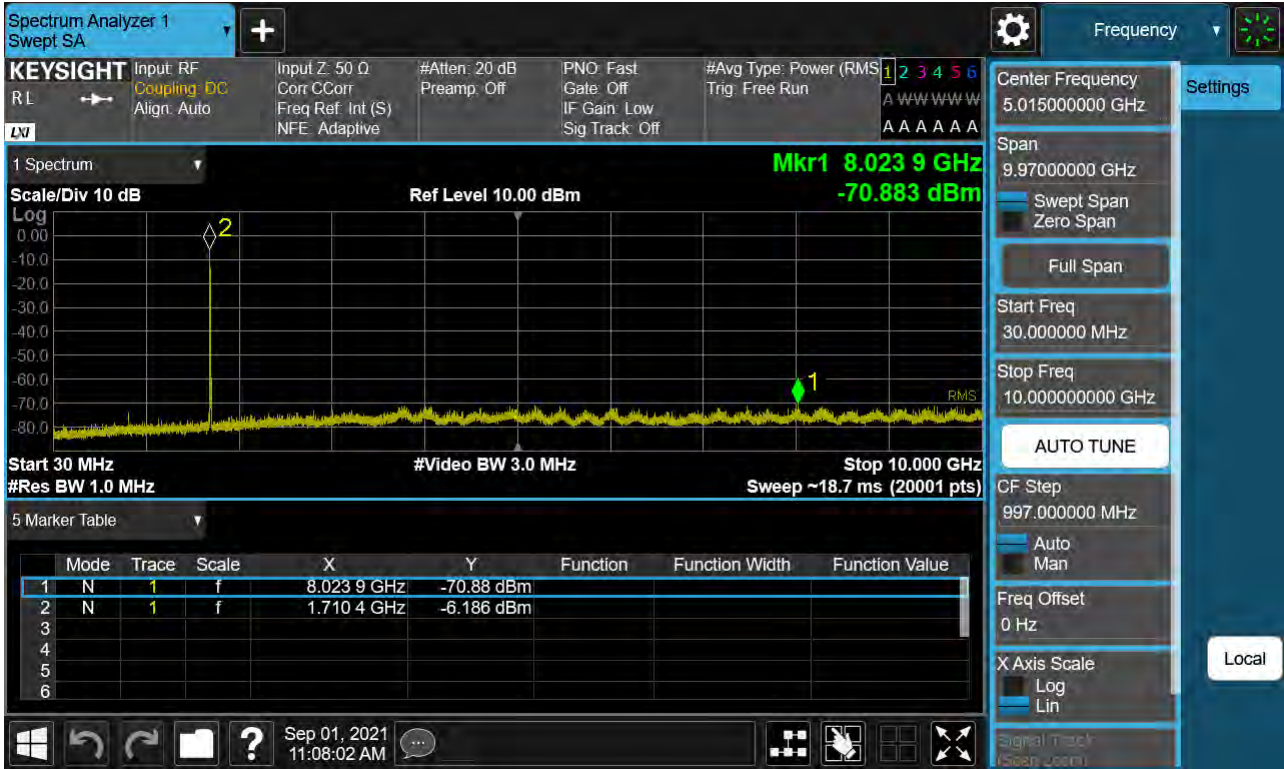 Spectrum Analyzer 1
Swept SA
+
Frequency
KEYSIGHT
R L
LXI
Input: RF
Coupling: DC
Align: Auto
Input Z: 50 Ω
Corr CCorr
Freq Ref: Int (S)
NFE: Adaptive
#Atten: 20 dB
Preamp: Off
PNO: Fast
Gate: Off
IF Gain: Low
Sig Track: Off
#Avg Type: Power (RMS
Trig: Free Run
1 2 3 4 5 6
A W W W W W
A A A A A A
1 Spectrum
Mkr1 8.023 9 GHz
-70.883 dBm
Scale/Div 10 dB
Ref Level 10.00 dBm
Log
0.00
-10.0
-20.0
-30.0
-40.0
-50.0
-60.0
-70.0
-80.0
2
1
RMS
Start 30 MHz
#Video BW 3.0 MHz
Stop 10.000 GHz
#Res BW 1.0 MHz
Sweep ~18.7 ms (20001 pts)
5 Marker Table
Mode Trace Scale X Y Function Function Width Function Value
1 N 1 f 8.023 9 GHz -70.88 dBm
2 N 1 f 1.710 4 GHz -6.186 dBm
3
4
5
6
Sep 01, 2021
11:08:02 AM
?
Center Frequency
5.015000000 GHz
Settings
Span
9.97000000 GHz
Swept Span
Zero Span
Full Span
Start Freq
30.000000 MHz
Stop Freq
10.000000000 GHz
AUTO TUNE
CF Step
997.000000 MHz
Auto
Man
Freq Offset
0 Hz
X Axis Scale
Log
Lin
Local
Signal Track
(Span Zoom)